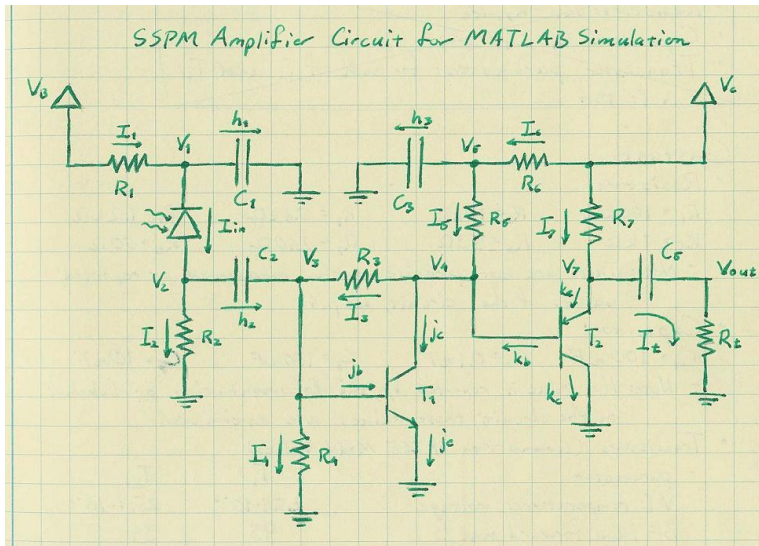 SSPM Amplifier Circuit for MATLAB Simulation
VB
Vc
I1
V1
h1
h3
V5
I6
R1
C1
C3
R6
Iin
I5
R5
I7
R7
V2
C2
V3
R3
V4
V7
C5
Vout
h2
I3
ke
I2
R2
jc
T2
It
Rt
kb
jb
T1
kc
I4
R4
je